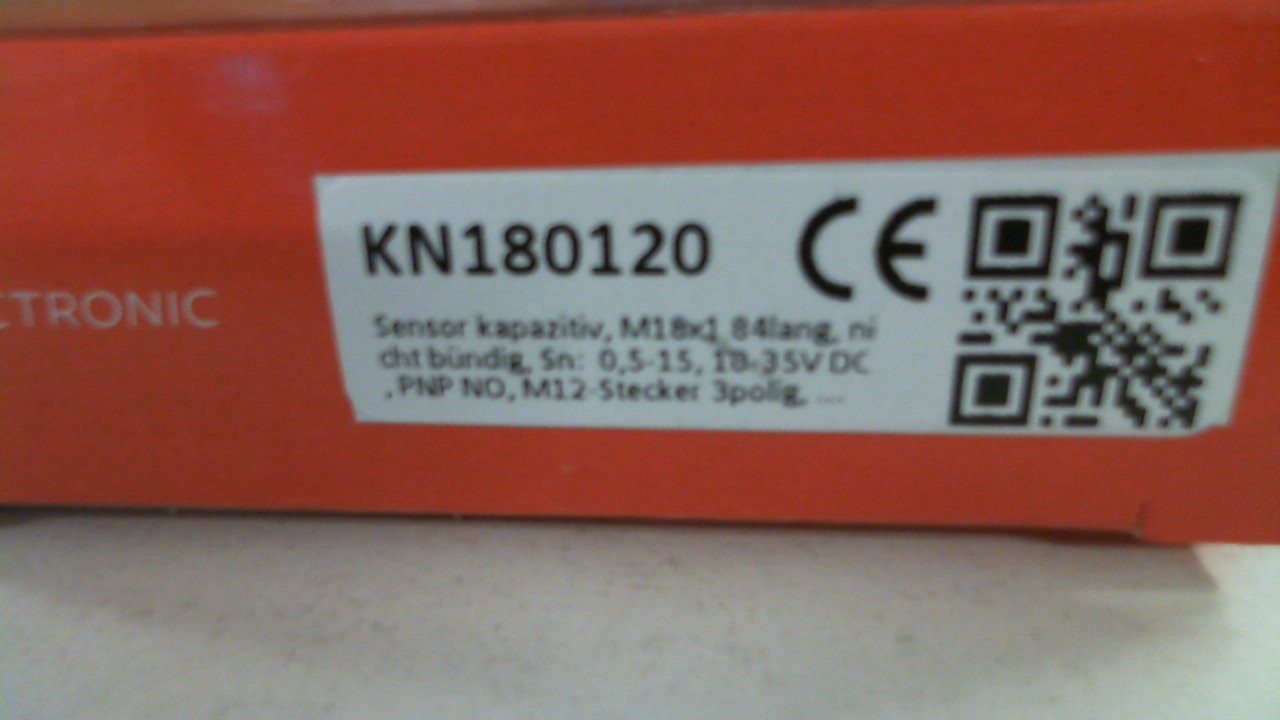 CTRONIC
KN180120 CE
Sensor kapazitiv, M18x1 84lang, ni
cht bündig, Sn: 0,5-15, 18-35V DC
, PNP NO, M12-Stecker 3polig, ...